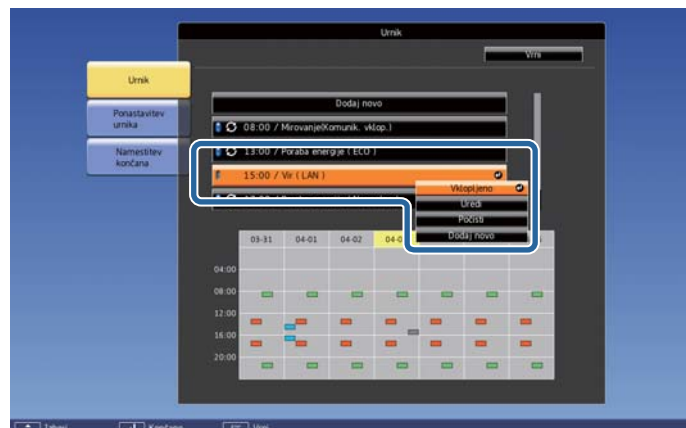 Urnik
Vrni
Urnik
Ponastavitev
urnika
Namestitev
končana
Dodaj novo
08:00 / Mirovanje(Komunik. vklop.)
13:00 / Poraba energije ( ECO )
15:00 / Vir ( LAN )
Vklopljeno
Uredi
Počisti
Dodaj novo
03-31 04-01 04-02
04:00
08:00
12:00
16:00
20:00